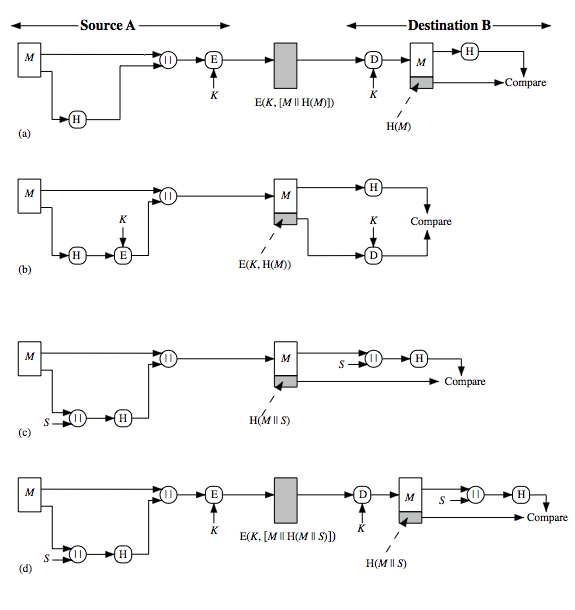 Source A Destination B
M || E D M H
K E(K, [M || H(M)]) K Compare
H H(M)
(a)
M || M H
K K Compare
H E D
E(K, H(M))
(b)
M || M S || H
Compare
S || H H(M || S)
(c)
M || E D M S || H
K E(K, [M || H(M || S)]) K Compare
S || H H(M || S)
(d)